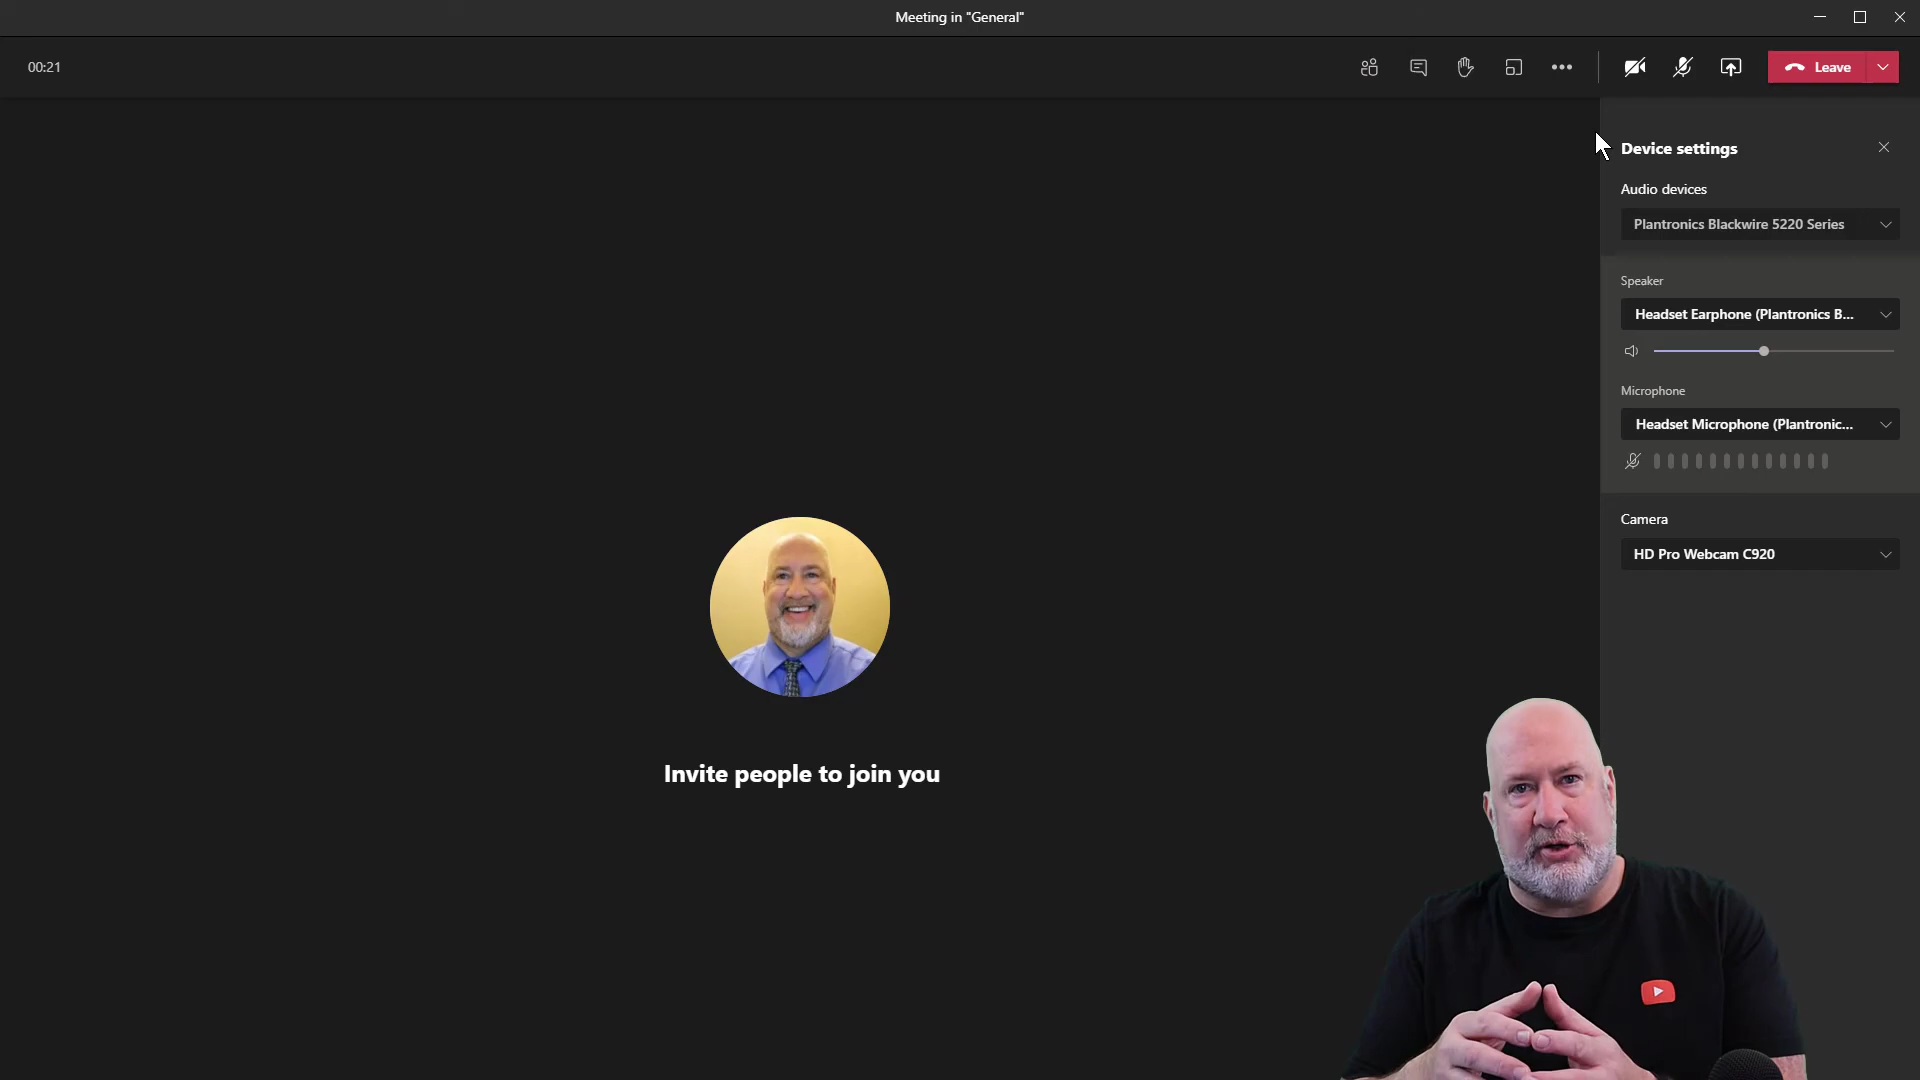 Meeting in "General"
00:21
Leave
Device settings
Audio devices
Plantronics Blackwire 5220 Series
Speaker
Headset Earphone (Plantronics B...
Microphone
Headset Microphone (Plantronic...
Camera
HD Pro Webcam C920
Invite people to join you